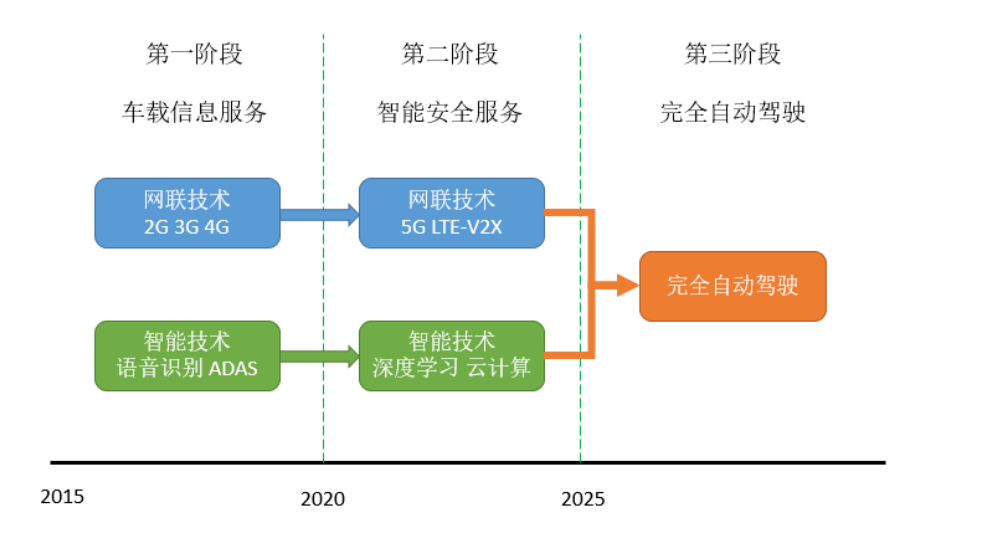 第一阶段
第二阶段
第三阶段
车载信息服务
智能安全服务
完全自动驾驶
网联技术
2G 3G 4G
网联技术
5G LTE-V2X
完全自动驾驶
智能技术
语音识别 ADAS
智能技术
深度学习 云计算
2015
2020
2025